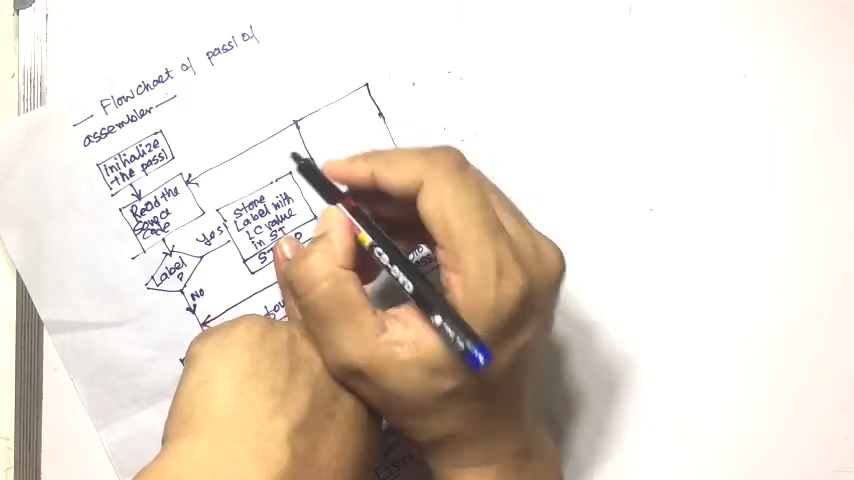 — Flowchart of pass1 of
assembler —
Initialize
the pass1
Read the
Source
Code
Label
?
Yes
No
Store
Label with
LC value
in ST